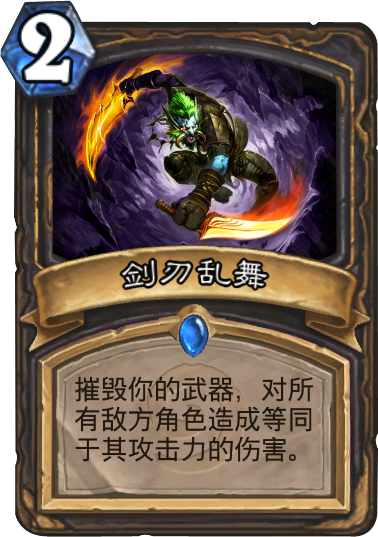 2
剑刃乱舞
摧毁你的武器，对所
有敌方角色造成等同
于其攻击力的伤害。